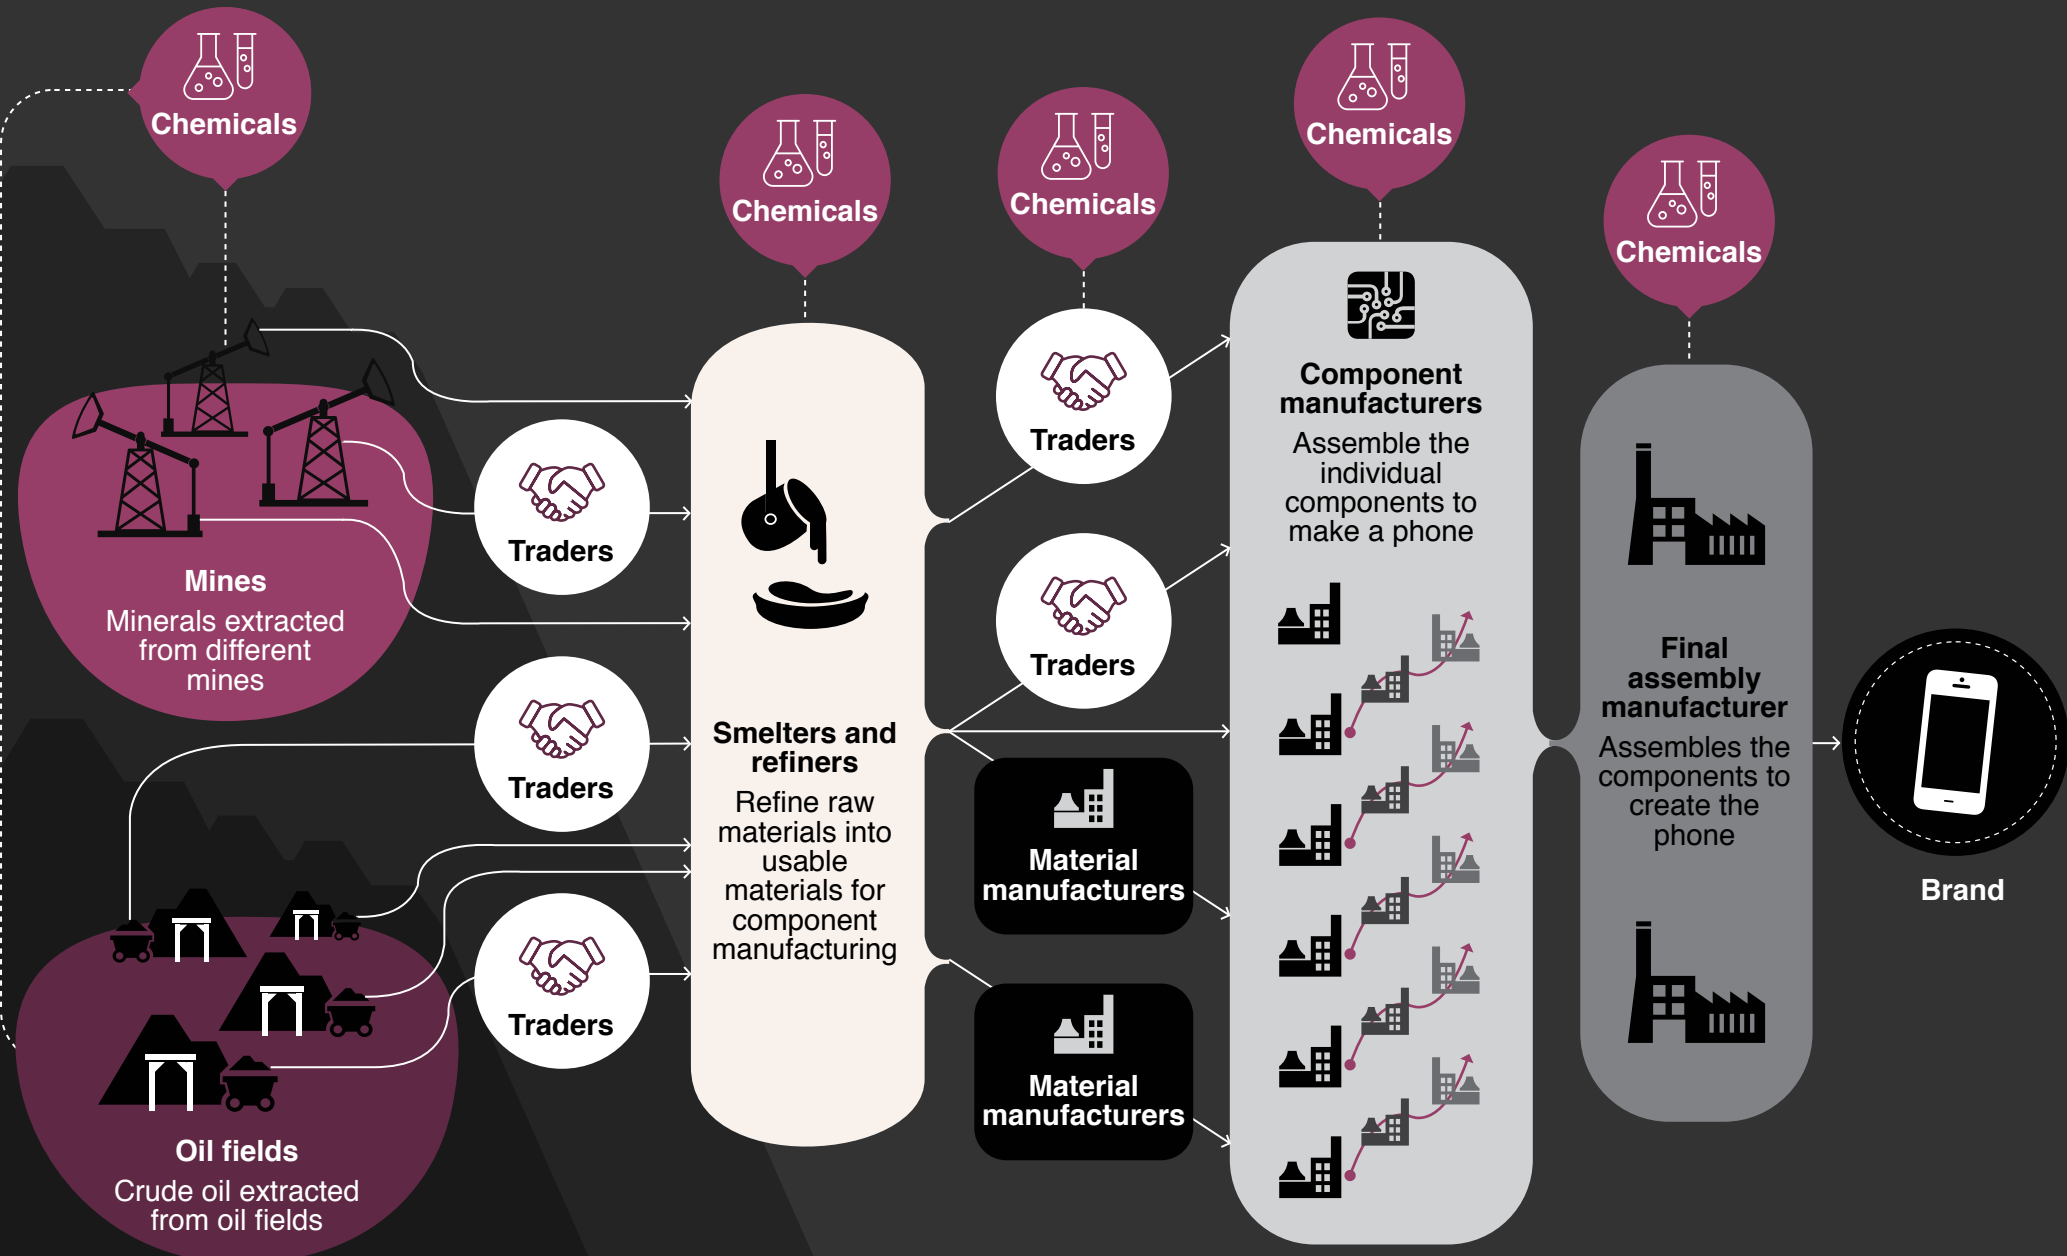 Chemicals
Chemicals
Chemicals
Chemicals
Chemicals
Mines
Minerals extracted
from different
mines
Oil fields
Crude oil extracted
from oil fields
Traders
Traders
Traders
Smelters and
refiners
Refine raw
materials into
usable
materials for
component
manufacturing
Traders
Traders
Material
manufacturers
Material
manufacturers
Component
manufacturers
Assemble the
individual
components to
make a phone
Final
assembly
manufacturer
Assembles the
components to
create the
phone
Brand